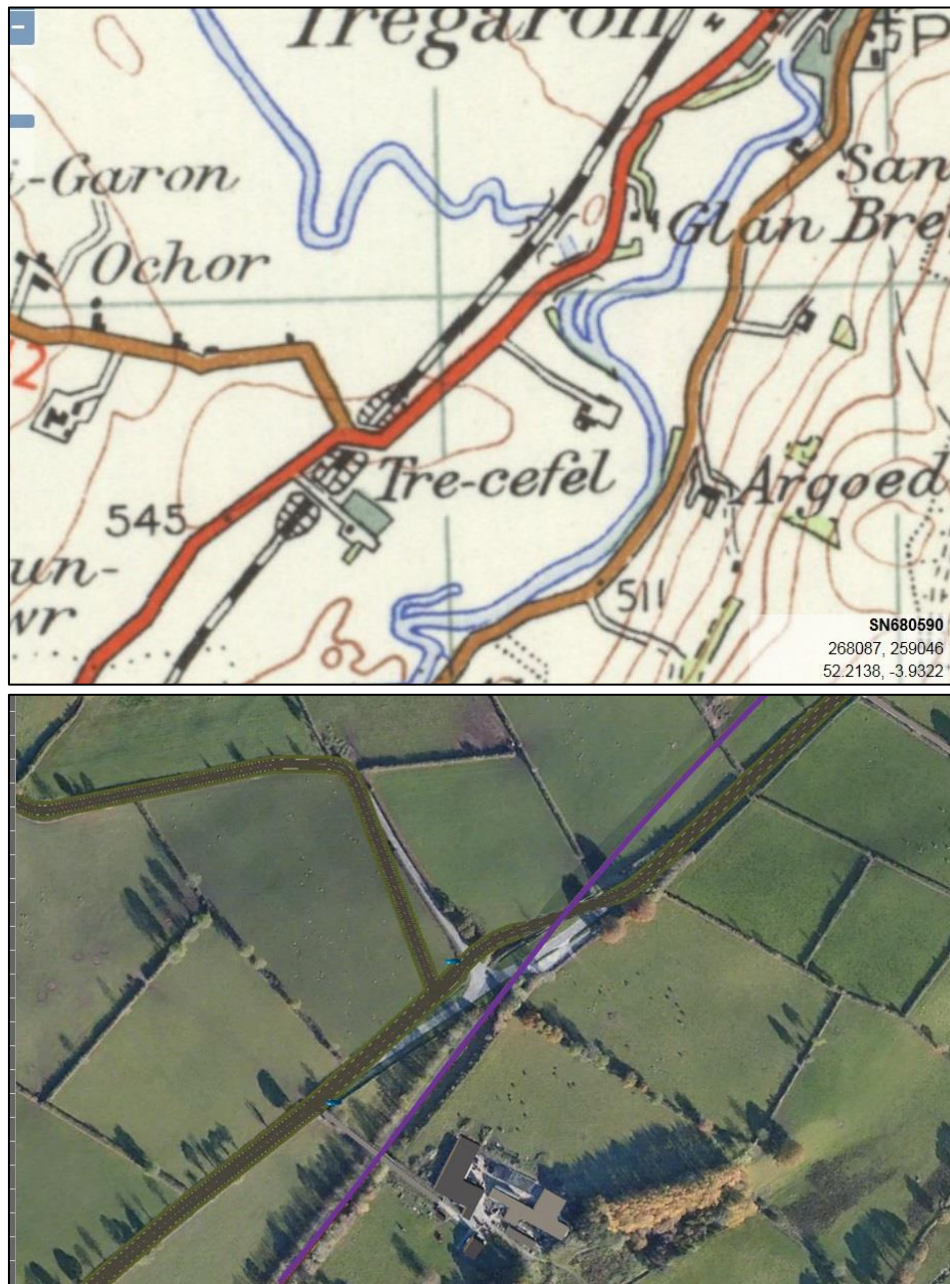 Tregaron
P
i-Garon
San
Glan Bre
Ochor
2
Tre-cefel
Argoed
545
un-
wr
511
SN680590
268087, 259046
52.2138, -3.9322